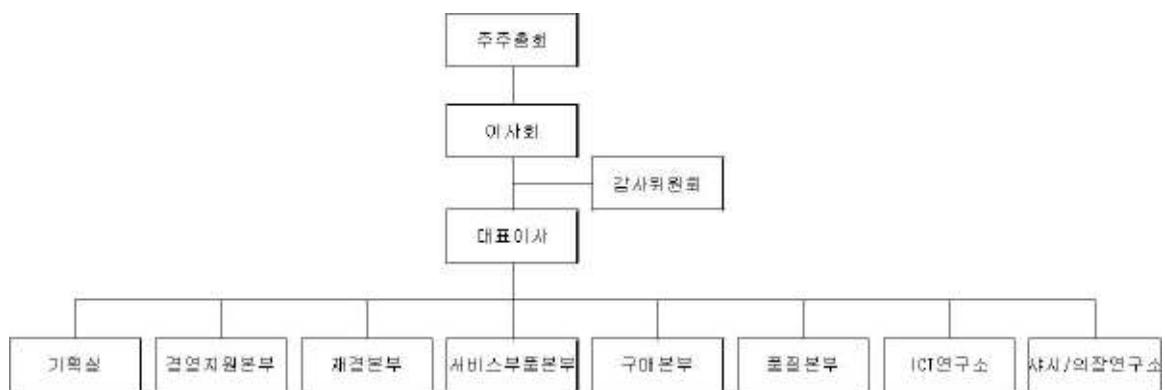 주주총회
이사회
감사위원회
대표이사
기획실
경영지원본부
재경본부
서비스부품본부
구매본부
품질본부
ICT연구소
샤시/의장연구소